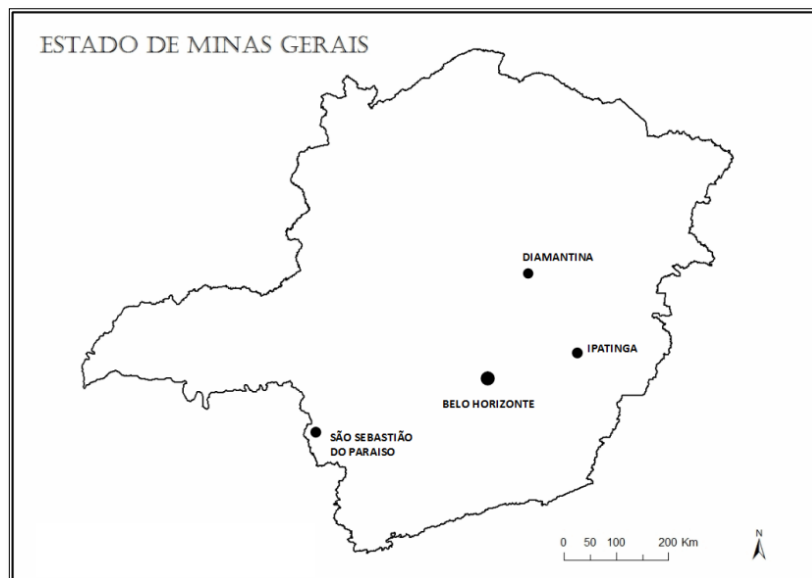 ESTADO DE MINAS GERAIS
DIAMANTINA
IPATINGA
BELO HORIZONTE
SÃO SEBASTIÃO
DO PARAISO
0 50 100 200 Km
N